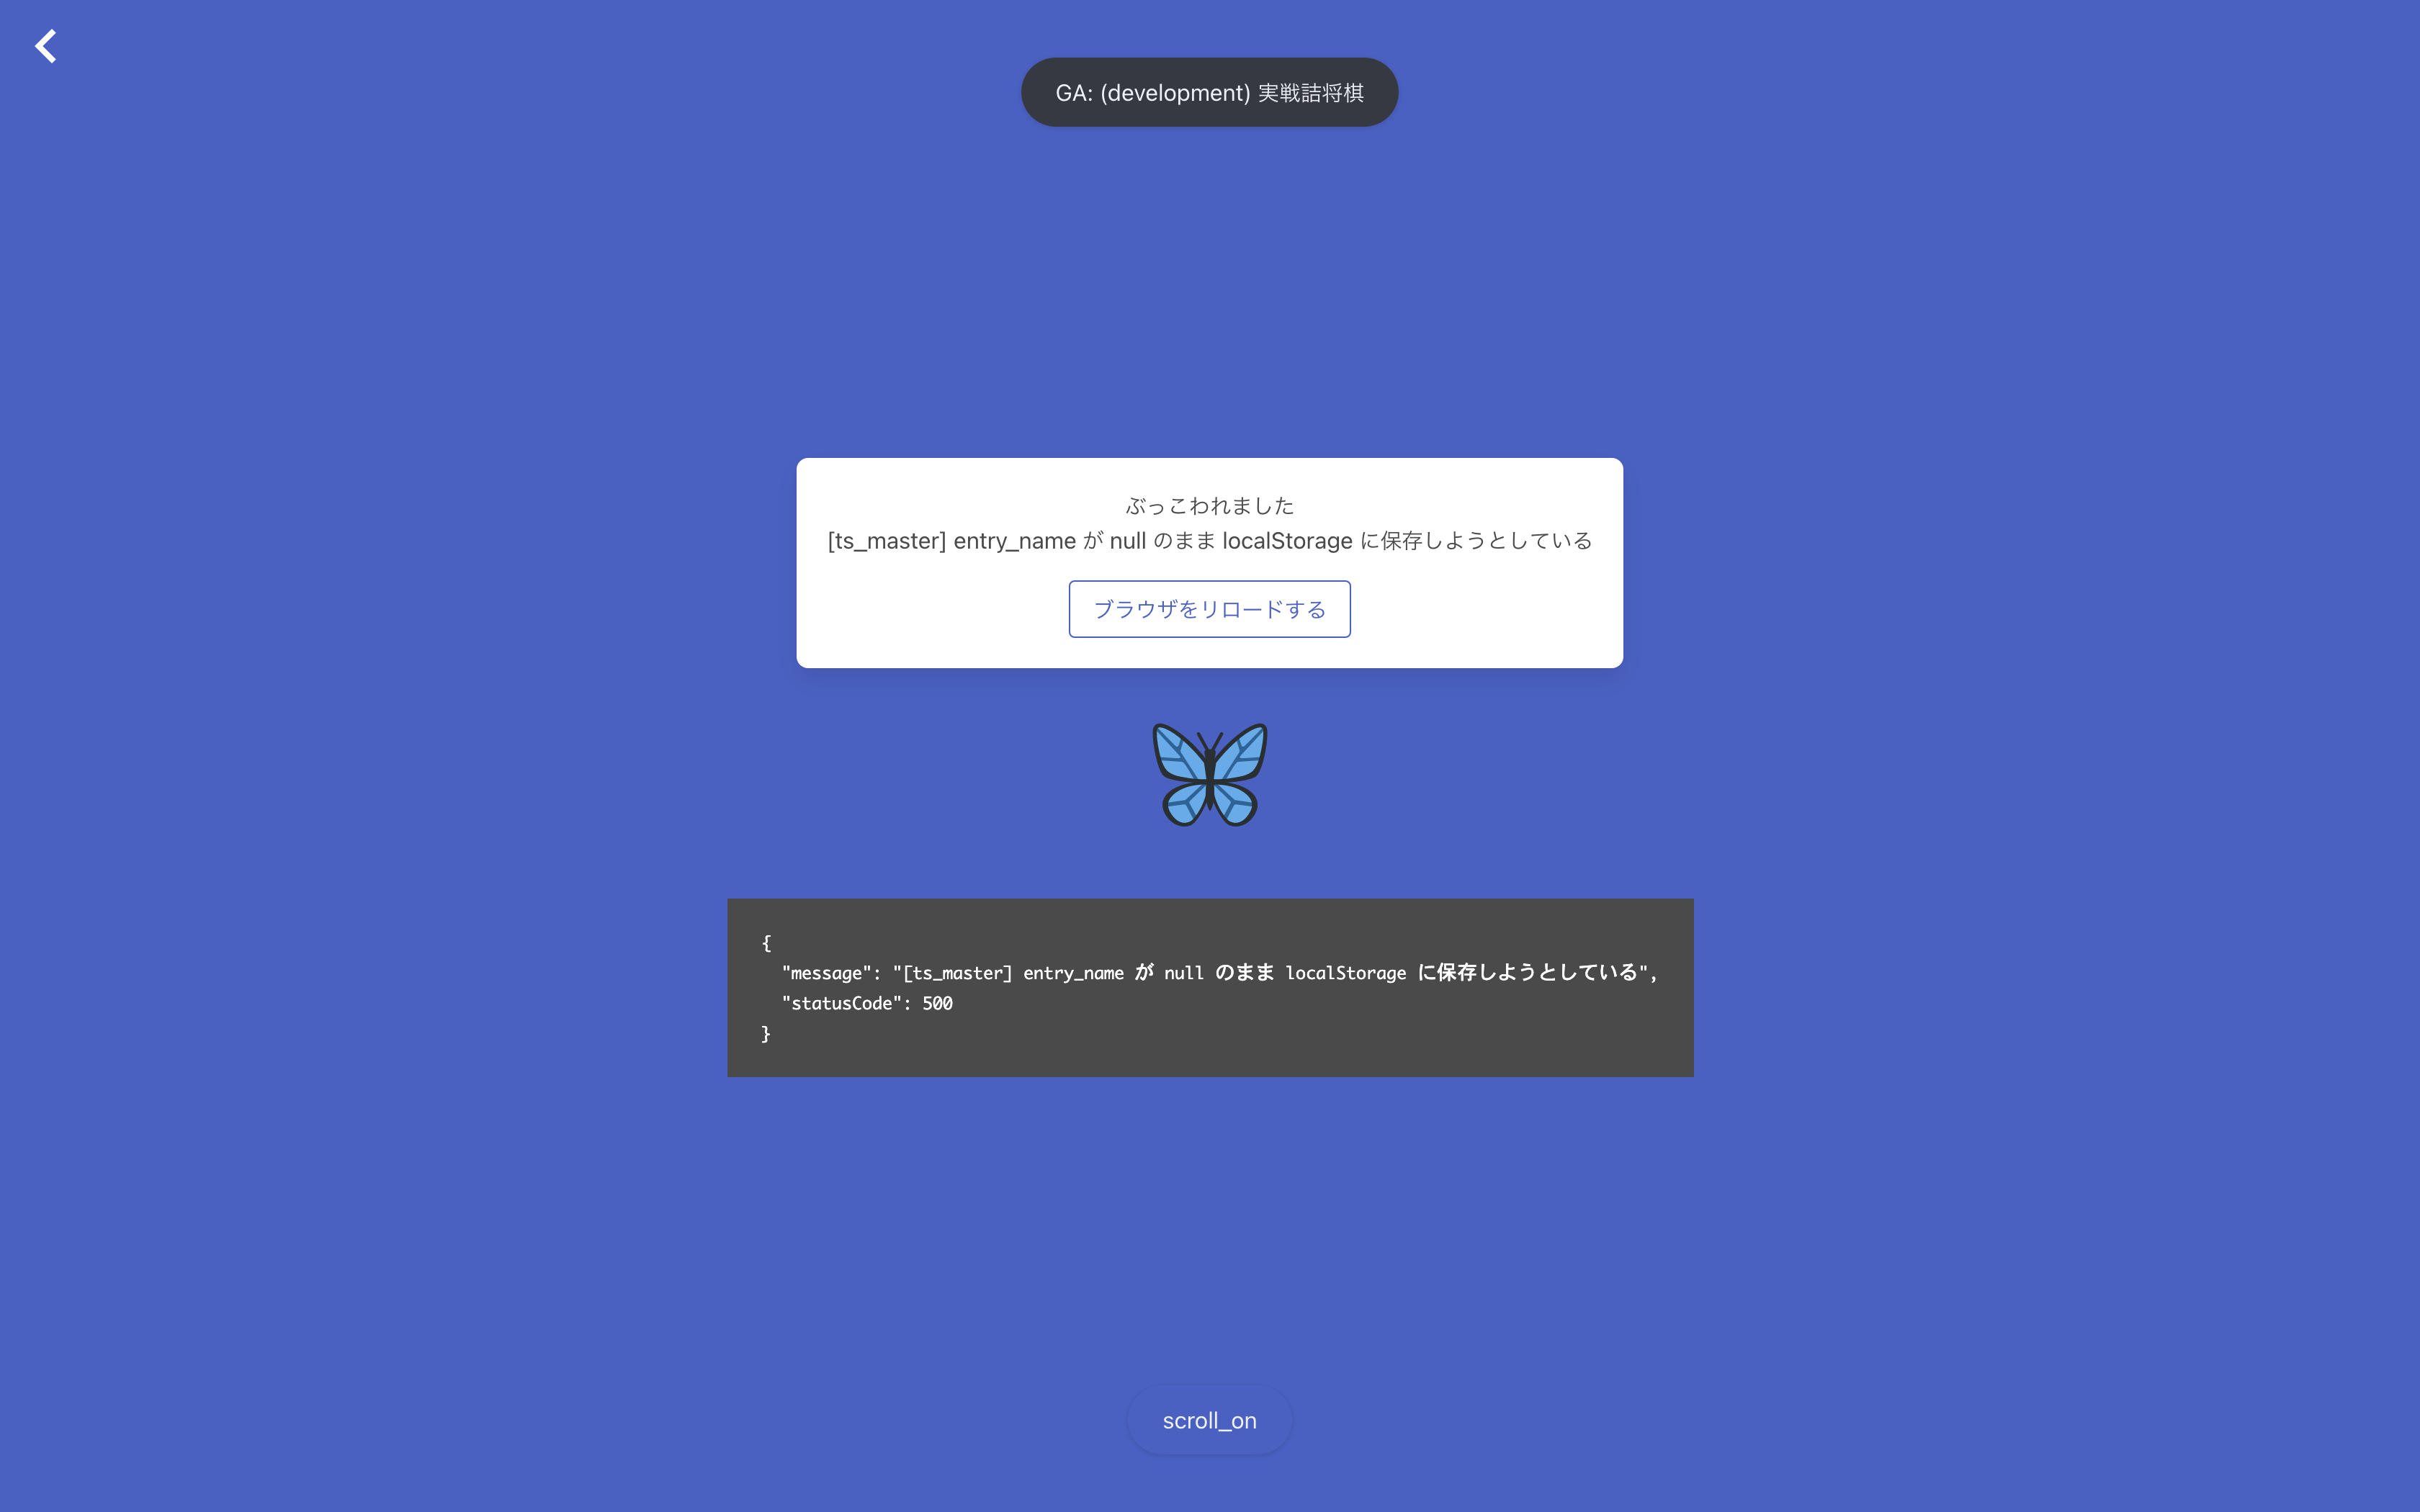 GA: (development) 実戦詰将棋
ぶっこわれました
[ts_master] entry_name が null のまま localStorage に保存しようとしている
ブラウザをリロードする
{
  "message": "[ts_master] entry_name が null のまま localStorage に保存しようとしている",
  "statusCode": 500
}
scroll_on